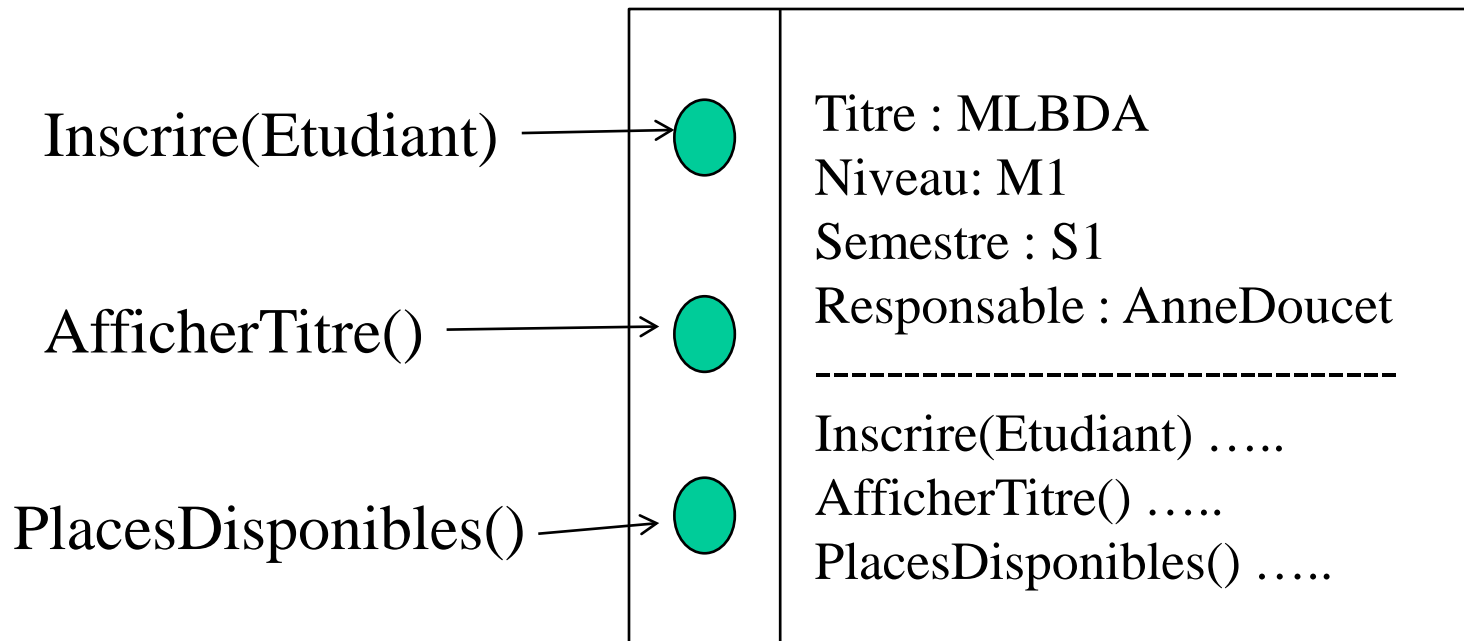 Inscrire(Etudiant)
AfficherTitre()
PlacesDisponibles()
Titre : MLBDA
Niveau: M1
Semestre : S1
Responsable : AnneDoucet
---------------------------------
Inscrire(Etudiant) …..
AfficherTitre() …..
PlacesDisponibles() …..